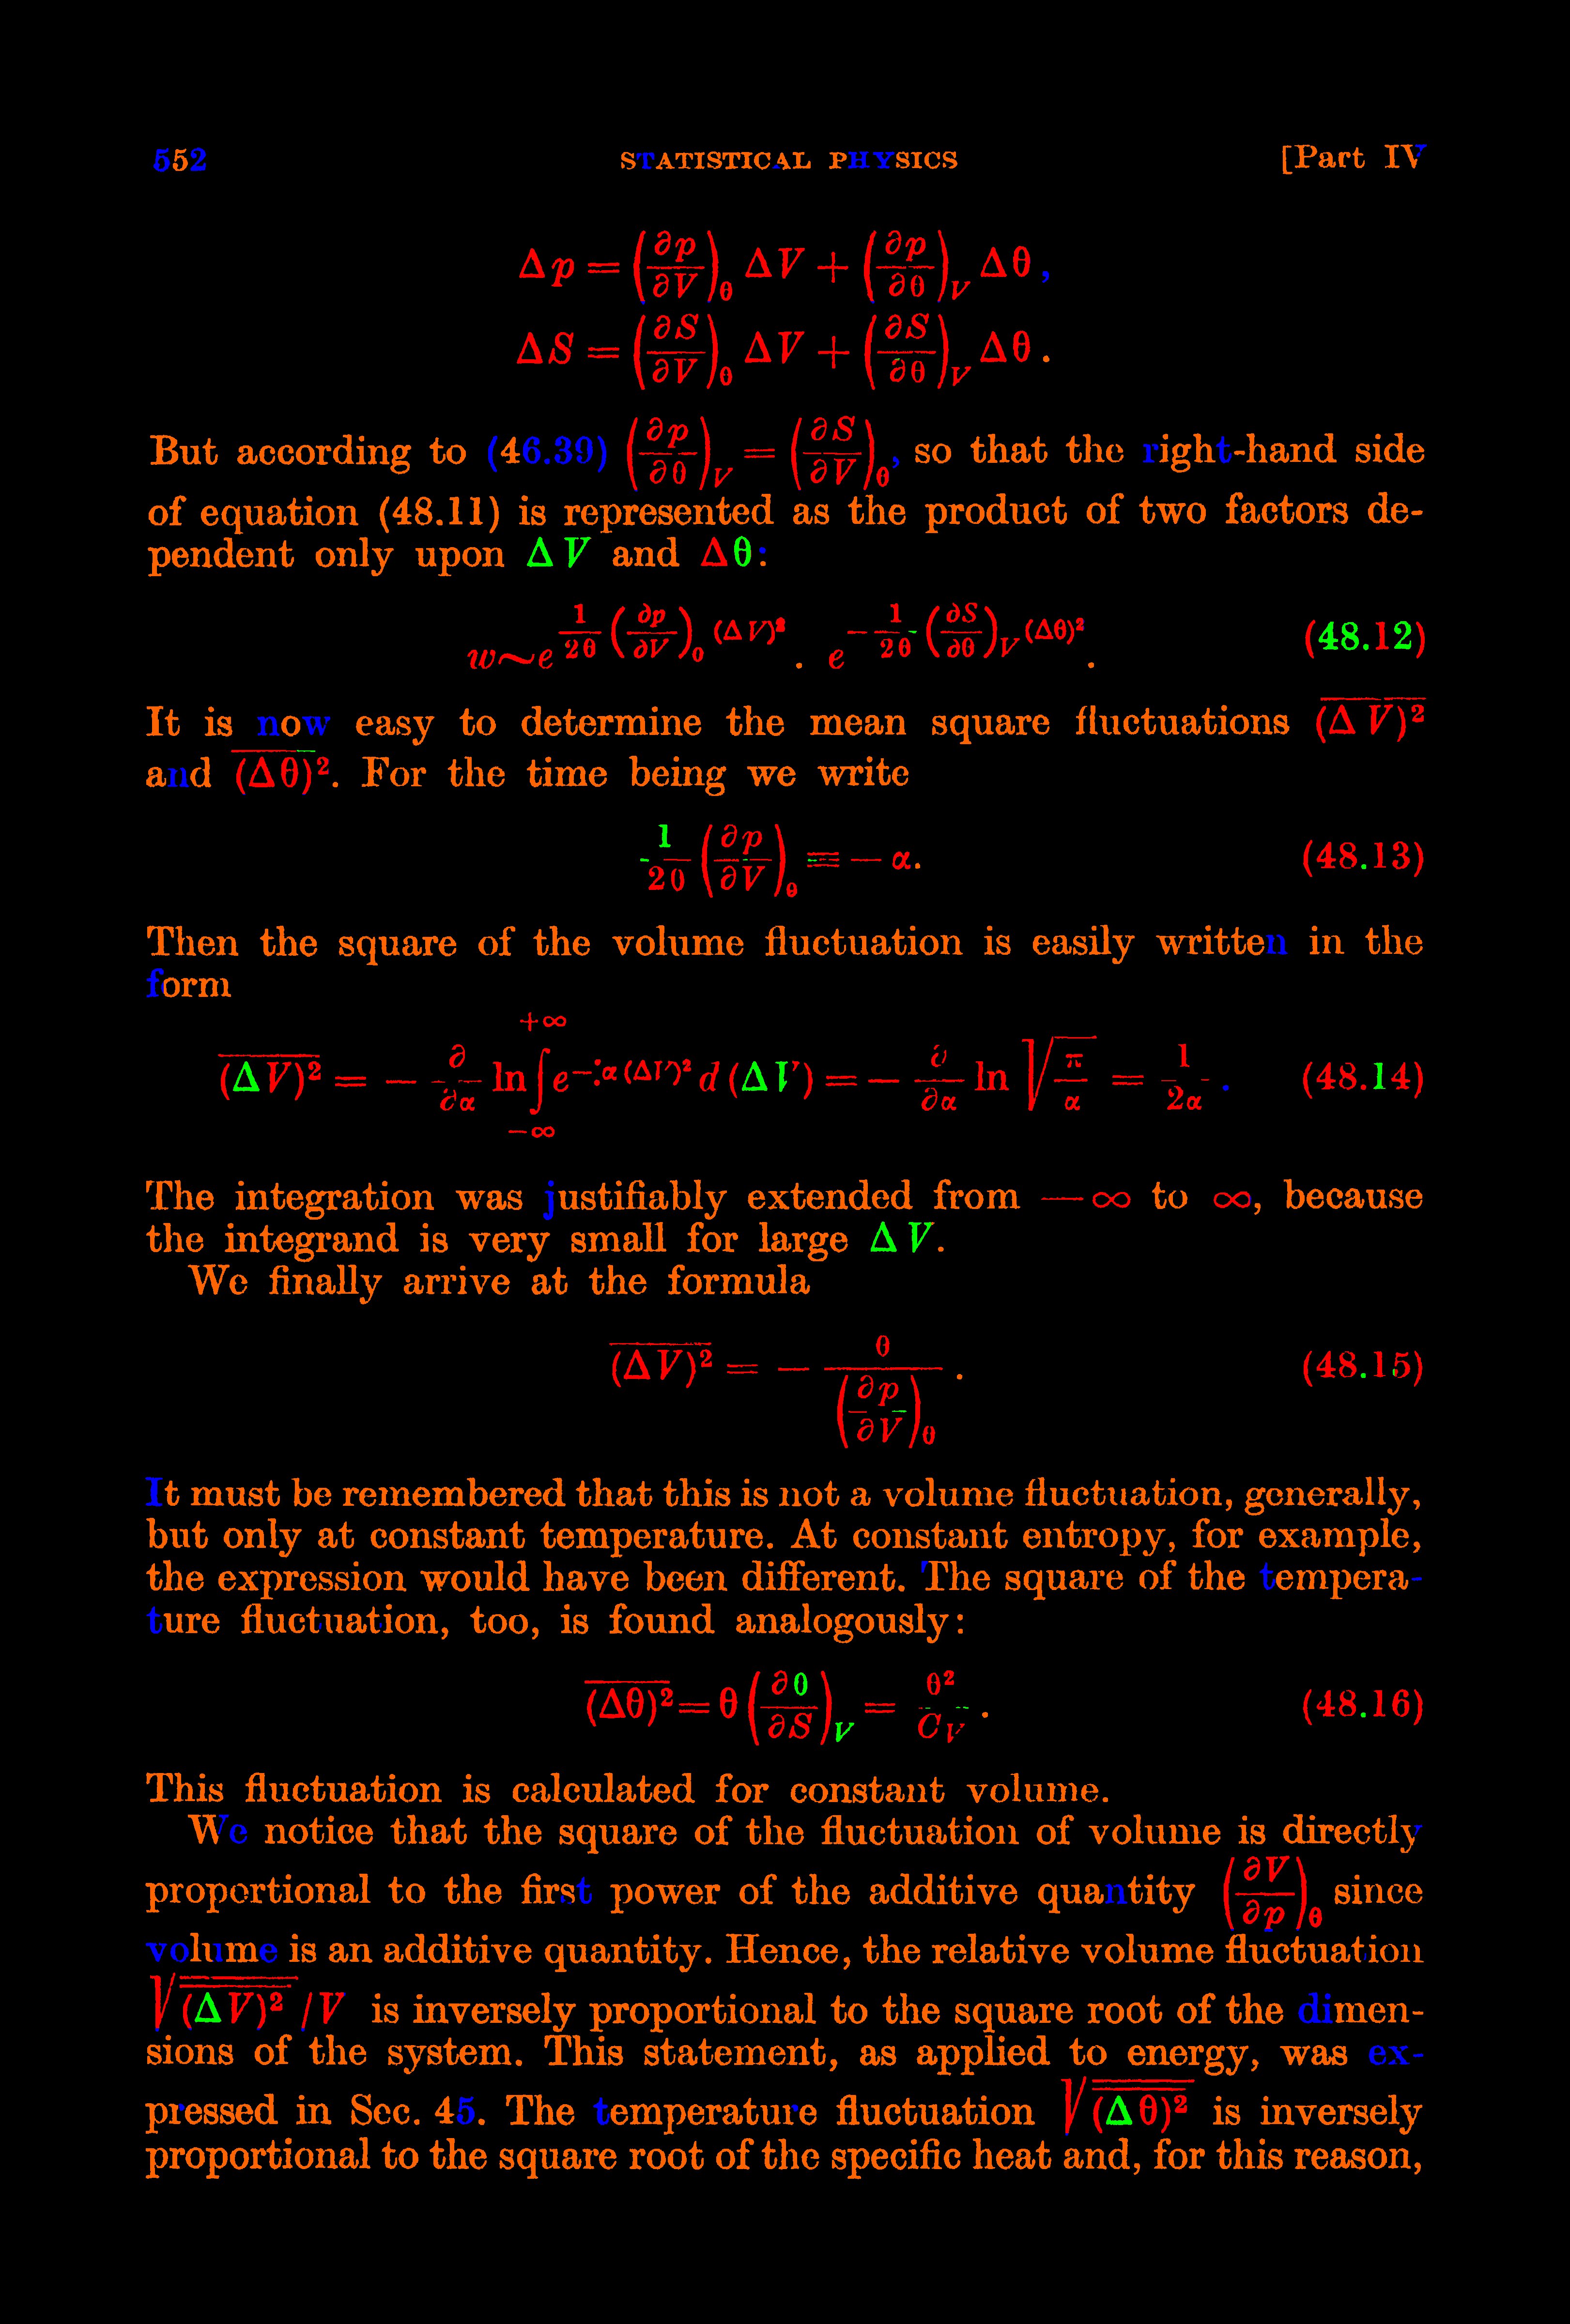 552 STATISTICAL PHYSICS [Part IV
Δp = (∂p/∂V)_θ ΔV + (∂p/∂θ)_V Δθ,
ΔS = (∂S/∂V)_θ ΔV + (∂S/∂θ)_V Δθ.
But according to (46.39) (∂p/∂θ)_V = (∂S/∂V)_θ, so that the right-hand side
of equation (48.11) is represented as the product of two factors de-
pendent only upon ΔV and Δθ:
w ~ e^{1/2θ (∂p/∂V)_θ (ΔV)²} . e^{−1/2θ (∂S/∂θ)_V (Δθ)²}. (48.12)
It is now easy to determine the mean square fluctuations \overline{(ΔV)²}
and \overline{(Δθ)²}. For the time being we write
1/2θ (∂p/∂V)_θ ≡ − α. (48.13)
Then the square of the volume fluctuation is easily written in the
form
\overline{(ΔV)²} = − ∂/∂α ln ∫_{−∞}^{+∞} e^{−α(ΔV)²} d(ΔV) = − ∂/∂α ln √(π/α) = 1/2α. (48.14)
The integration was justifiably extended from −∞ to ∞, because
the integrand is very small for large ΔV.
We finally arrive at the formula
\overline{(ΔV)²} = − θ/(∂p/∂V)_θ. (48.15)
It must be remembered that this is not a volume fluctuation, generally,
but only at constant temperature. At constant entropy, for example,
the expression would have been different. The square of the tempera-
ture fluctuation, too, is found analogously:
\overline{(Δθ)²} = θ (∂θ/∂S)_V = θ²/C_V. (48.16)
This fluctuation is calculated for constant volume.
We notice that the square of the fluctuation of volume is directly
proportional to the first power of the additive quantity (∂V/∂p)_θ since
volume is an additive quantity. Hence, the relative volume fluctuation
√\overline{(ΔV)²} /V is inversely proportional to the square root of the dimen-
sions of the system. This statement, as applied to energy, was ex-
pressed in Sec. 45. The temperature fluctuation √\overline{(Δθ)²} is inversely
proportional to the square root of the specific heat and, for this reason,